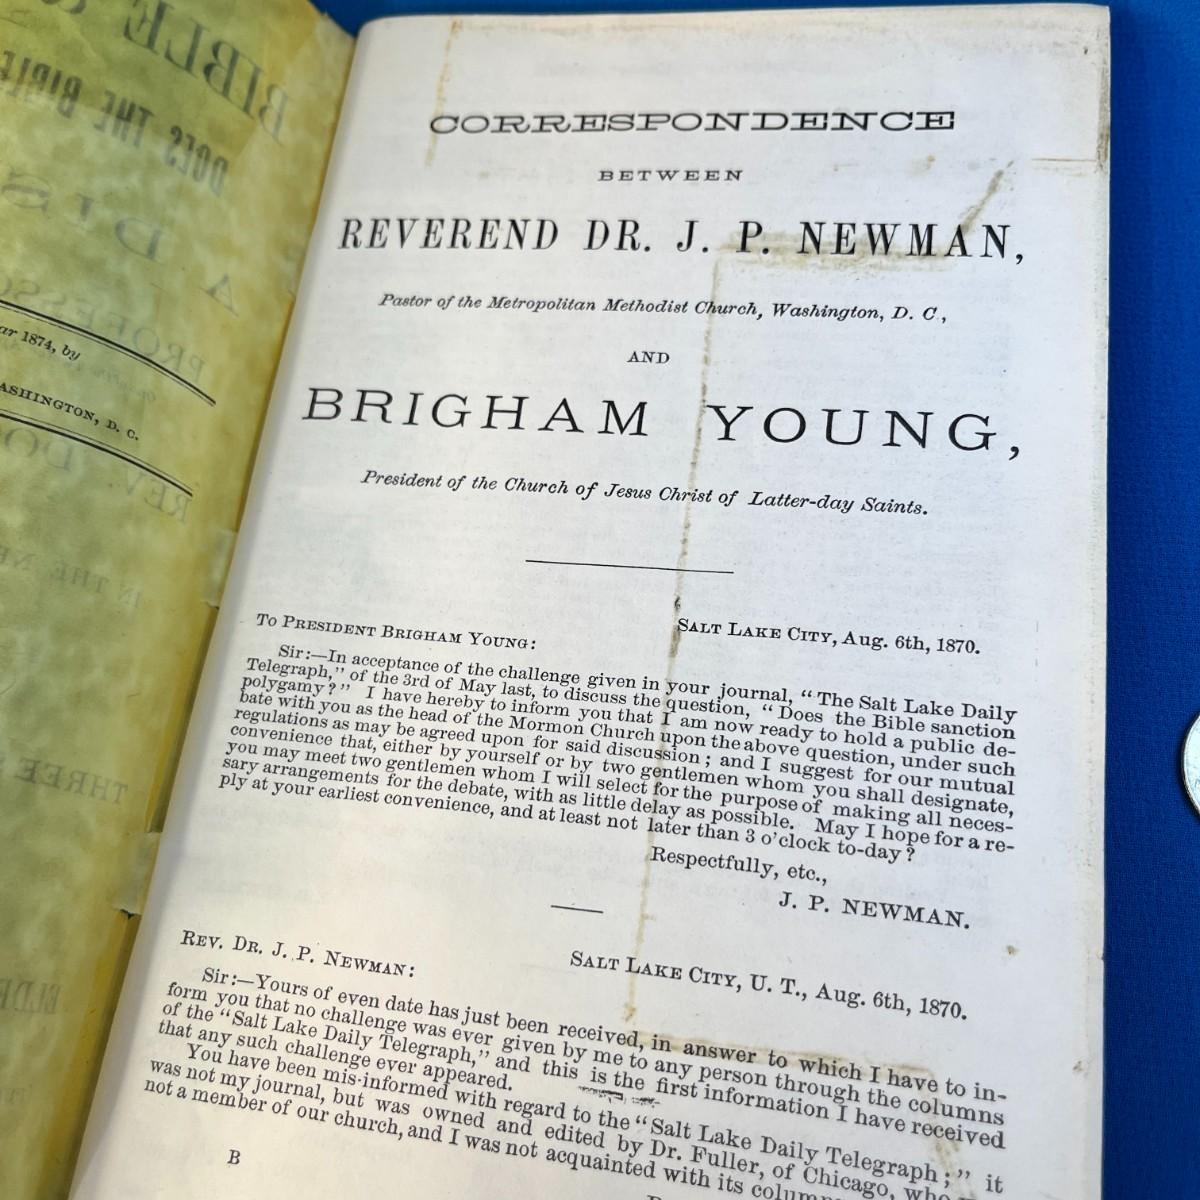 BIBLE &
DOES THE BIBLE
A DIS
PROFESSO
ar 1874, by
ASHINGTON, D. C.
REV. DO
IN THE NE
THREE
ELDE
CORRESPONDENCE
BETWEEN
REVEREND DR. J. P. NEWMAN,
Pastor of the Metropolitan Methodist Church, Washington, D. C ,
AND
BRIGHAM YOUNG,
President of the Church of Jesus Christ of Latter-day Saints.
SALT LAKE CITY, Aug. 6th, 1870.
TO PRESIDENT BRIGHAM YOUNG:
Sir:—In acceptance of the challenge given in your journal, “ The Salt Lake Daily
Telegraph,” of the 3rd of May last, to discuss the question, “ Does the Bible sanction
polygamy ? ” I have hereby to inform you that I am now ready to hold a public de-
bate with you as the head of the Mormon Church upon the above question, under such
regulations as may be agreed upon for said discussion ; and I suggest for our mutual
convenience that, either by yourself or by two gentlemen whom you shall designate,
you may meet two gentlemen whom I will select for the purpose of making all neces-
sary arrangements for the debate, with as little delay as possible. May I hope for a re-
ply at your earliest convenience, and at least not later than 3 o’clock to-day ?
Respectfully, etc.,
J. P. NEWMAN.
SALT LAKE CITY, U. T., Aug. 6th, 1870.
REV. DR. J. P. NEWMAN:
Sir:—Yours of even date has just been received, in answer to which I have to in-
form you that no challenge was ever given by me to any person through the columns
of the “Salt Lake Daily Telegraph,” and this is the first information I have received
that any such challenge ever appeared.
You have been mis-informed with regard to the “ Salt Lake Daily Telegraph ; ” it
was not my journal, but was owned and edited by Dr. Fuller, of Chicago, who
not a member of our church, and I was not acquainted with its colum
B